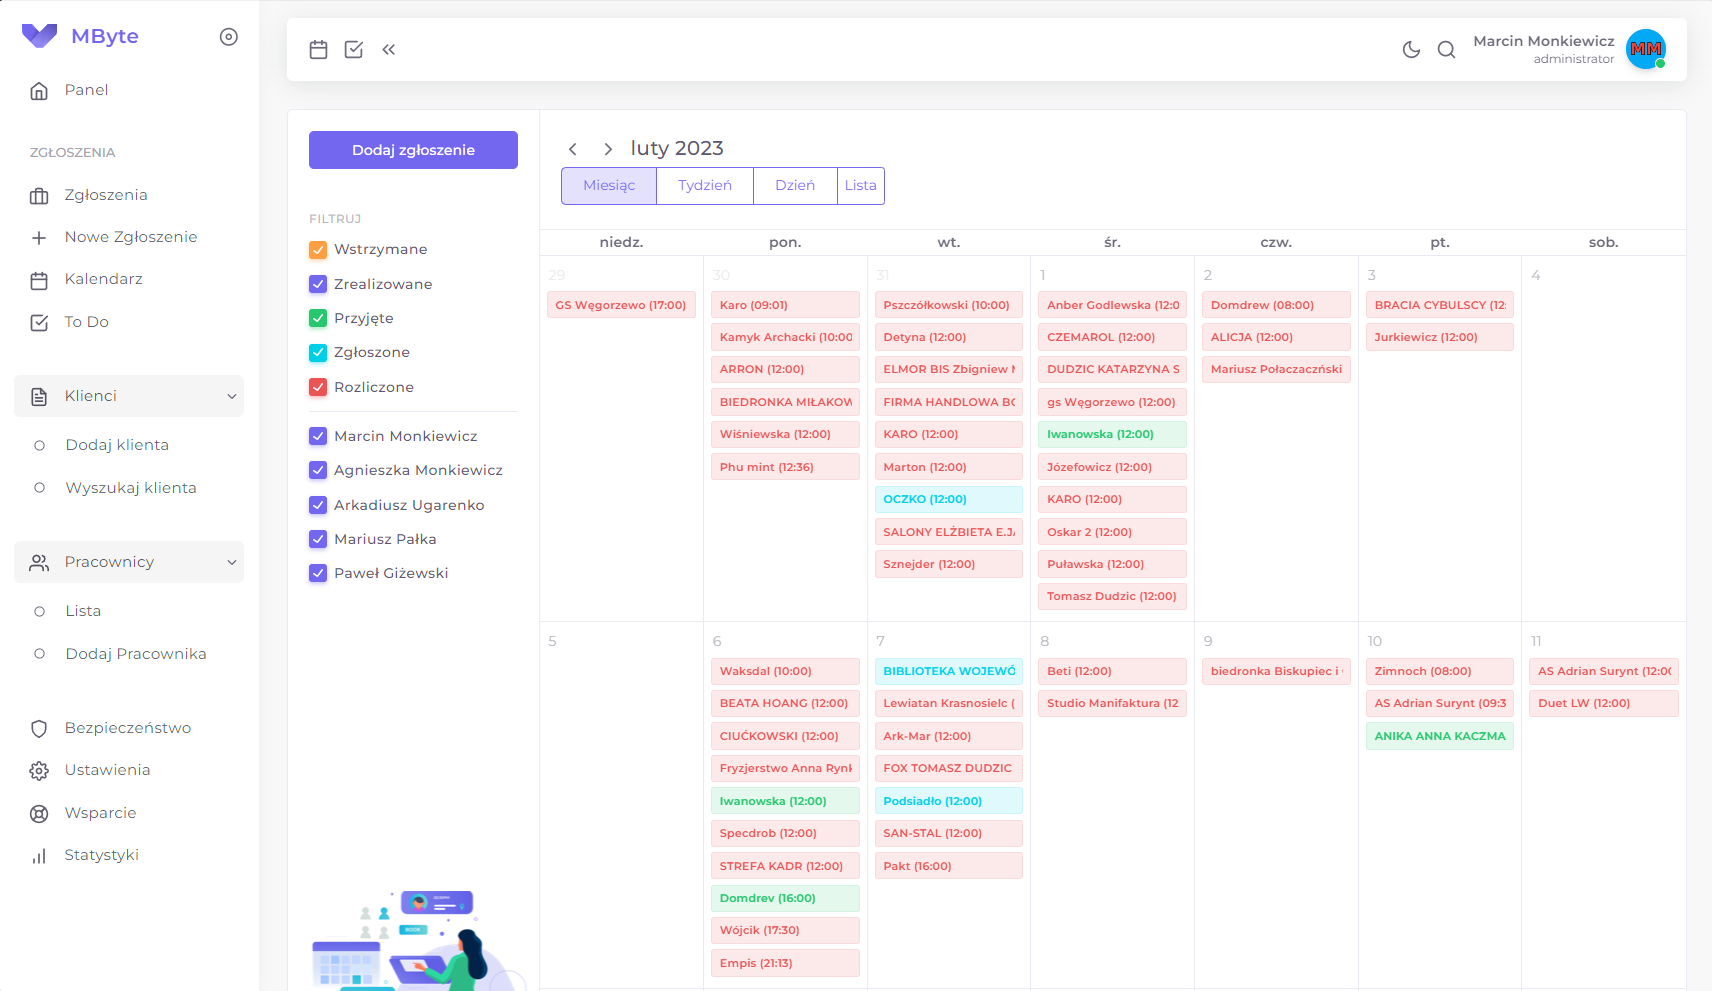 MByte
Panel
ZGŁOSZENIA
Zgłoszenia
Nowe Zgłoszenie
Kalendarz
To Do
Klienci
Dodaj klienta
Wyszukaj klienta
Pracownicy
Lista
Dodaj Pracownika
Bezpieczeństwo
Ustawienia
Wsparcie
Statystyki
Marcin Monkiewicz
administrator
MM
Dodaj zgłoszenie
FILTRUJ
Wstrzymane
Zrealizowane
Przyjęte
Zgłoszone
Rozliczone
Marcin Monkiewicz
Agnieszka Monkiewicz
Arkadiusz Ugarenko
Mariusz Pałka
Paweł Giżewski
BOOK
luty 2023
Miesiąc Tydzień Dzień Lista
niedz. pon. wt. śr. czw. pt. sob.
29
GS Węgorzewo (17:00)
30
Karo (09:01)
Kamyk Archacki (10:00
ARRON (12:00)
BIEDRONKA MIŁAKOW
Wiśniewska (12:00)
Phu mint (12:36)
31
Pszczółkowski (10:00)
Detyna (12:00)
ELMOR BIS Zbigniew M
FIRMA HANDLOWA BO
KARO (12:00)
Marton (12:00)
OCZKO (12:00)
SALONY ELŻBIETA E.JA
Sznejder (12:00)
1
Anber Godlewska (12:0
CZEMAROL (12:00)
DUDZIC KATARZYNA S
gs Węgorzewo (12:00)
Iwanowska (12:00)
Józefowicz (12:00)
KARO (12:00)
Oskar 2 (12:00)
Puławska (12:00)
Tomasz Dudzic (12:00)
2
Domdrew (08:00)
ALICJA (12:00)
Mariusz Połaczaczński
3
BRACIA CYBULSCY (12:
Jurkiewicz (12:00)
4
5
6
Waksdal (10:00)
BEATA HOANG (12:00)
CIUĆKOWSKI (12:00)
Fryzjerstwo Anna Rynk
Iwanowska (12:00)
Specdrob (12:00)
STREFA KADR (12:00)
Domdrev (16:00)
Wójcik (17:30)
Empis (21:13)
7
BIBLIOTEKA WOJEWÓ
Lewiatan Krasnosielc (
Ark-Mar (12:00)
FOX TOMASZ DUDZIC
Podsiadło (12:00)
SAN-STAL (12:00)
Pakt (16:00)
8
Beti (12:00)
Studio Manifaktura (12
9
biedronka Biskupiec i
10
Zimnoch (08:00)
AS Adrian Surynt (09:3
ANIKA ANNA KACZMA
11
AS Adrian Surynt (12:00
Duet LW (12:00)